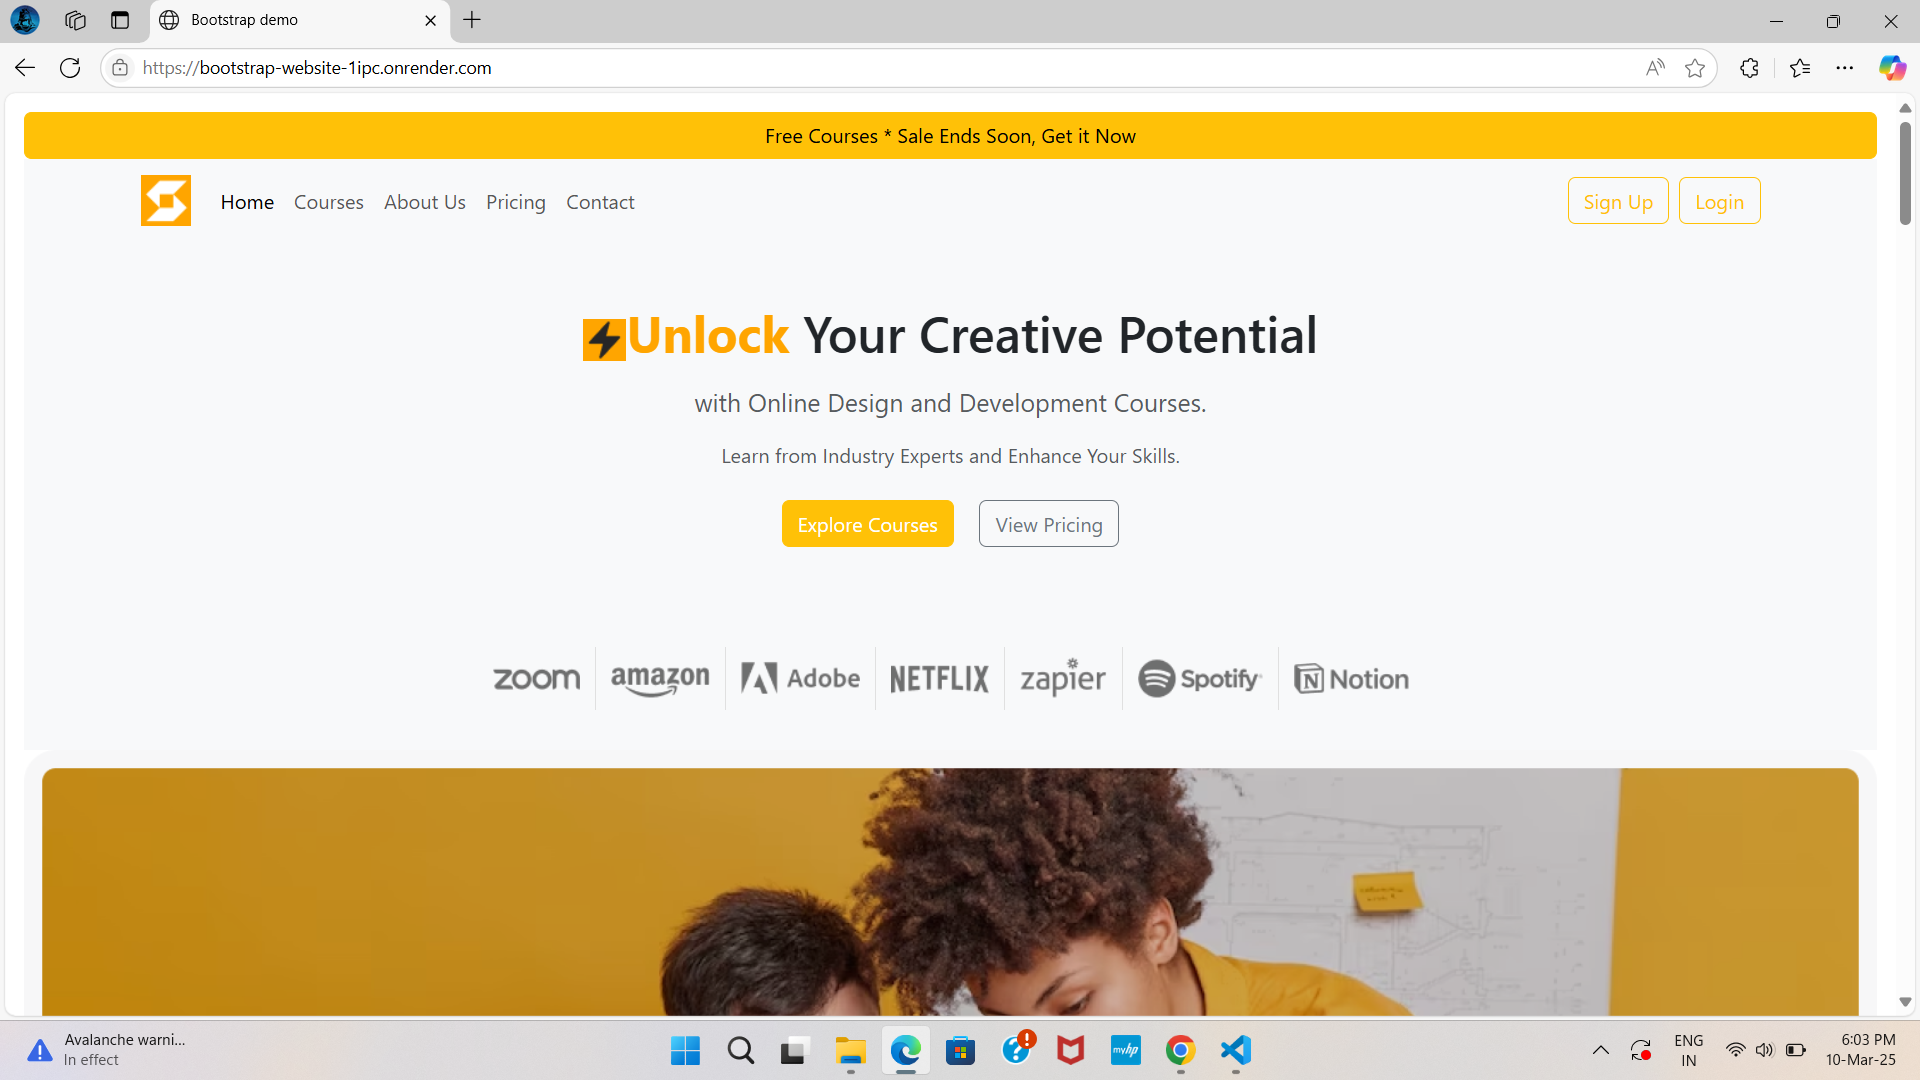 Bootstrap demo
https://bootstrap-website-1ipc.onrender.com
Free Courses * Sale Ends Soon, Get it Now
Home Courses About Us Pricing Contact Sign Up Login
Unlock Your Creative Potential
with Online Design and Development Courses.
Learn from Industry Experts and Enhance Your Skills.
Explore Courses View Pricing
zoom amazon Adobe NETFLIX zapier Spotify Notion
Avalanche warni...
In effect
myhp
ENG
IN
6:03 PM
10-Mar-25